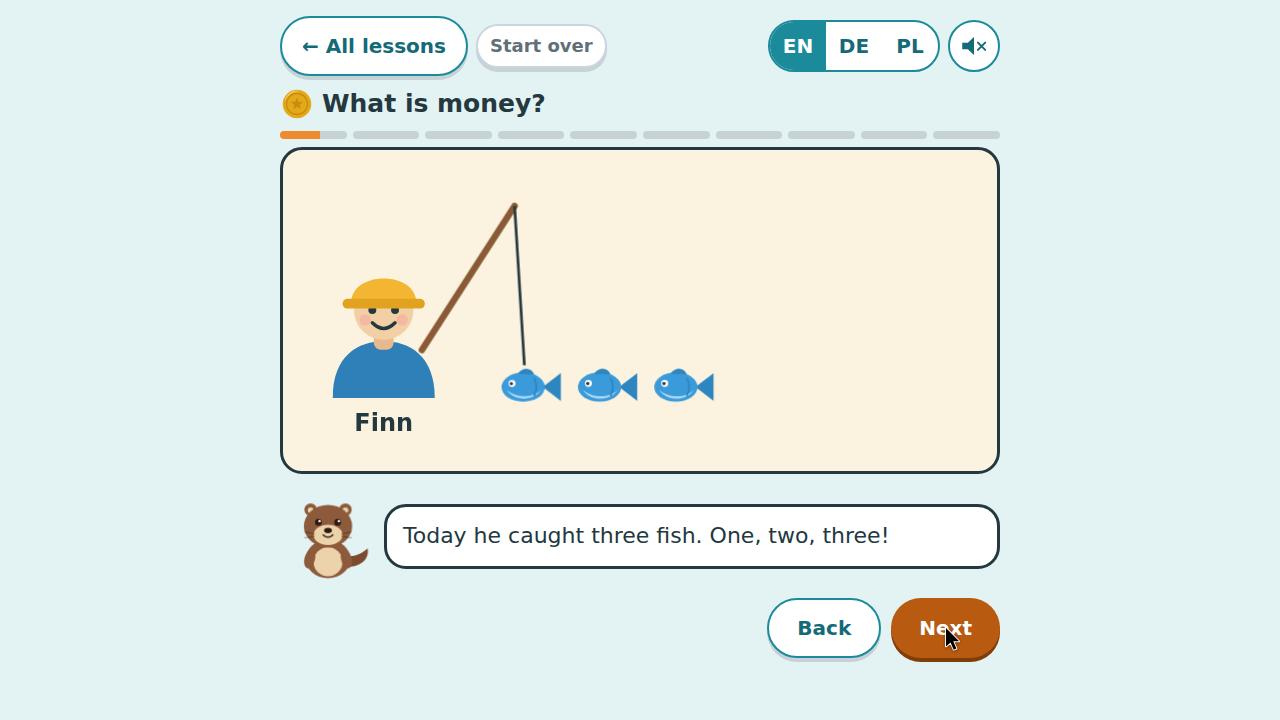 ← All lessons
Start over
EN
DE
PL
What is money?
Finn
Today he caught three fish. One, two, three!
Back
Next